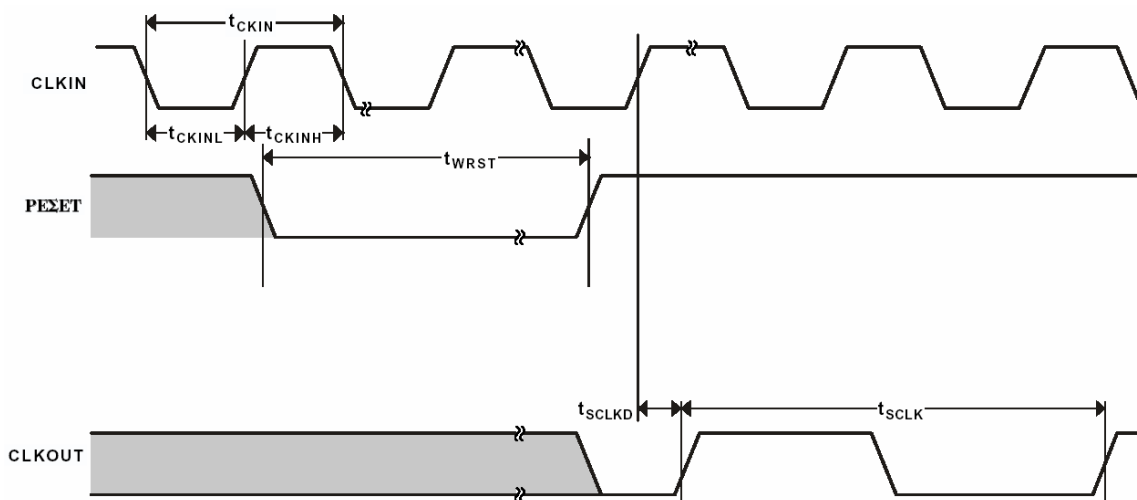 tCKIN
CLKIN
tCKINL tCKINH
tWRST
ΡΕΣΕΤ
tSCLKD tSCLK
CLKOUT